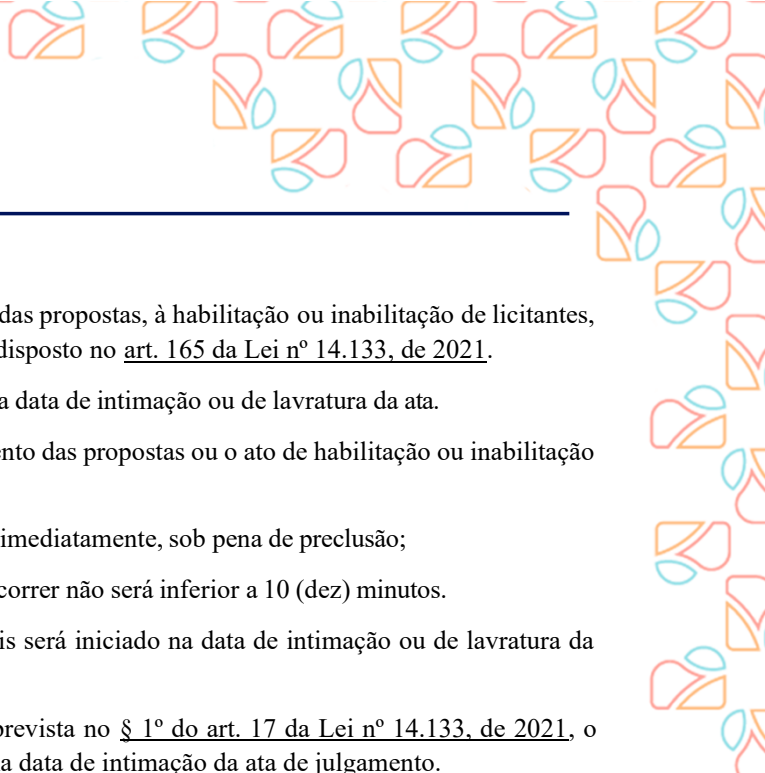 das propostas, à habilitação ou inabilitação de licitantes,
disposto no art. 165 da Lei nº 14.133, de 2021.
a data de intimação ou de lavratura da ata.
ento das propostas ou o ato de habilitação ou inabilitação
imediatamente, sob pena de preclusão;
correr não será inferior a 10 (dez) minutos.
is será iniciado na data de intimação ou de lavratura da
prevista no § 1º do art. 17 da Lei nº 14.133, de 2021, o
a data de intimação da ata de julgamento.